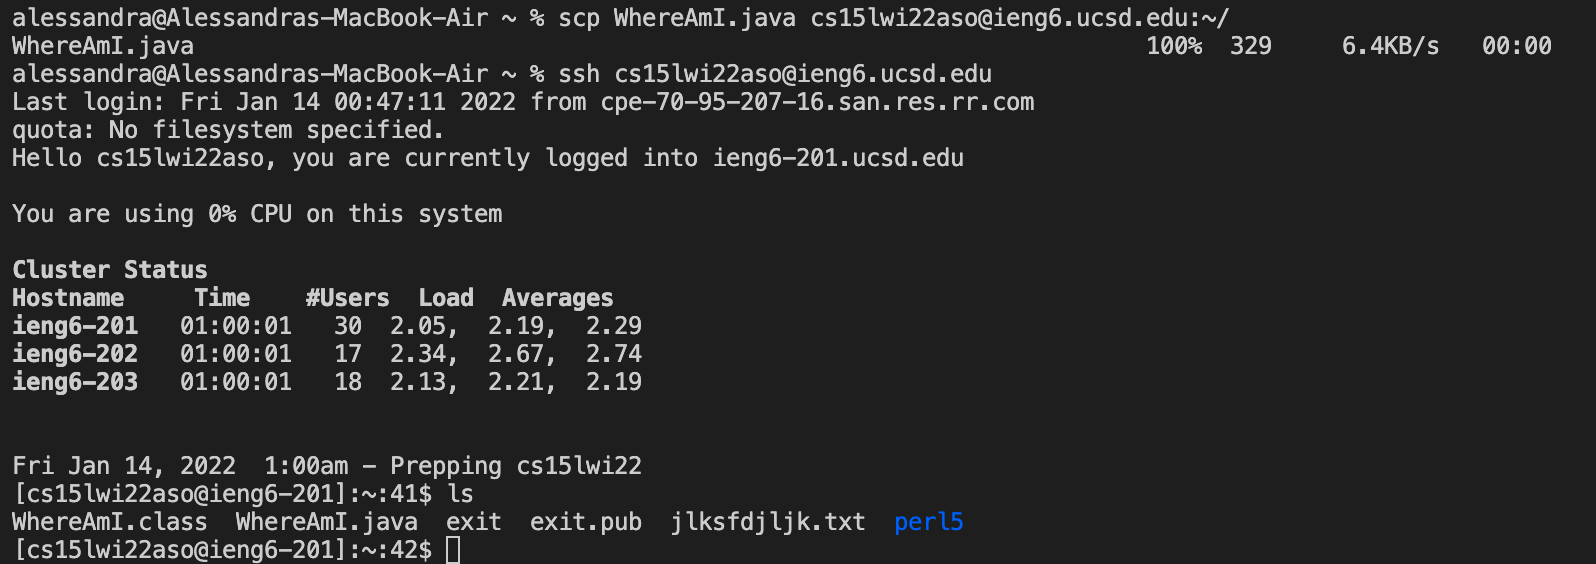 alessandra@Alessandras-MacBook-Air ~ % scp WhereAmI.java cs15lwi22aso@ieng6.ucsd.edu:~/
WhereAmI.java 100% 329 6.4KB/s 00:00
alessandra@Alessandras-MacBook-Air ~ % ssh cs15lwi22aso@ieng6.ucsd.edu
Last login: Fri Jan 14 00:47:11 2022 from cpe-70-95-207-16.san.res.rr.com
quota: No filesystem specified.
Hello cs15lwi22aso, you are currently logged into ieng6-201.ucsd.edu
You are using 0% CPU on this system
Cluster Status
Hostname Time #Users Load Averages
ieng6-201 01:00:01 30 2.05, 2.19, 2.29
ieng6-202 01:00:01 17 2.34, 2.67, 2.74
ieng6-203 01:00:01 18 2.13, 2.21, 2.19
Fri Jan 14, 2022 1:00am - Prepping cs15lwi22
[cs15lwi22aso@ieng6-201]:~:41$ ls
WhereAmI.class WhereAmI.java exit exit.pub jlksfdjljk.txt perl5
[cs15lwi22aso@ieng6-201]:~:42$